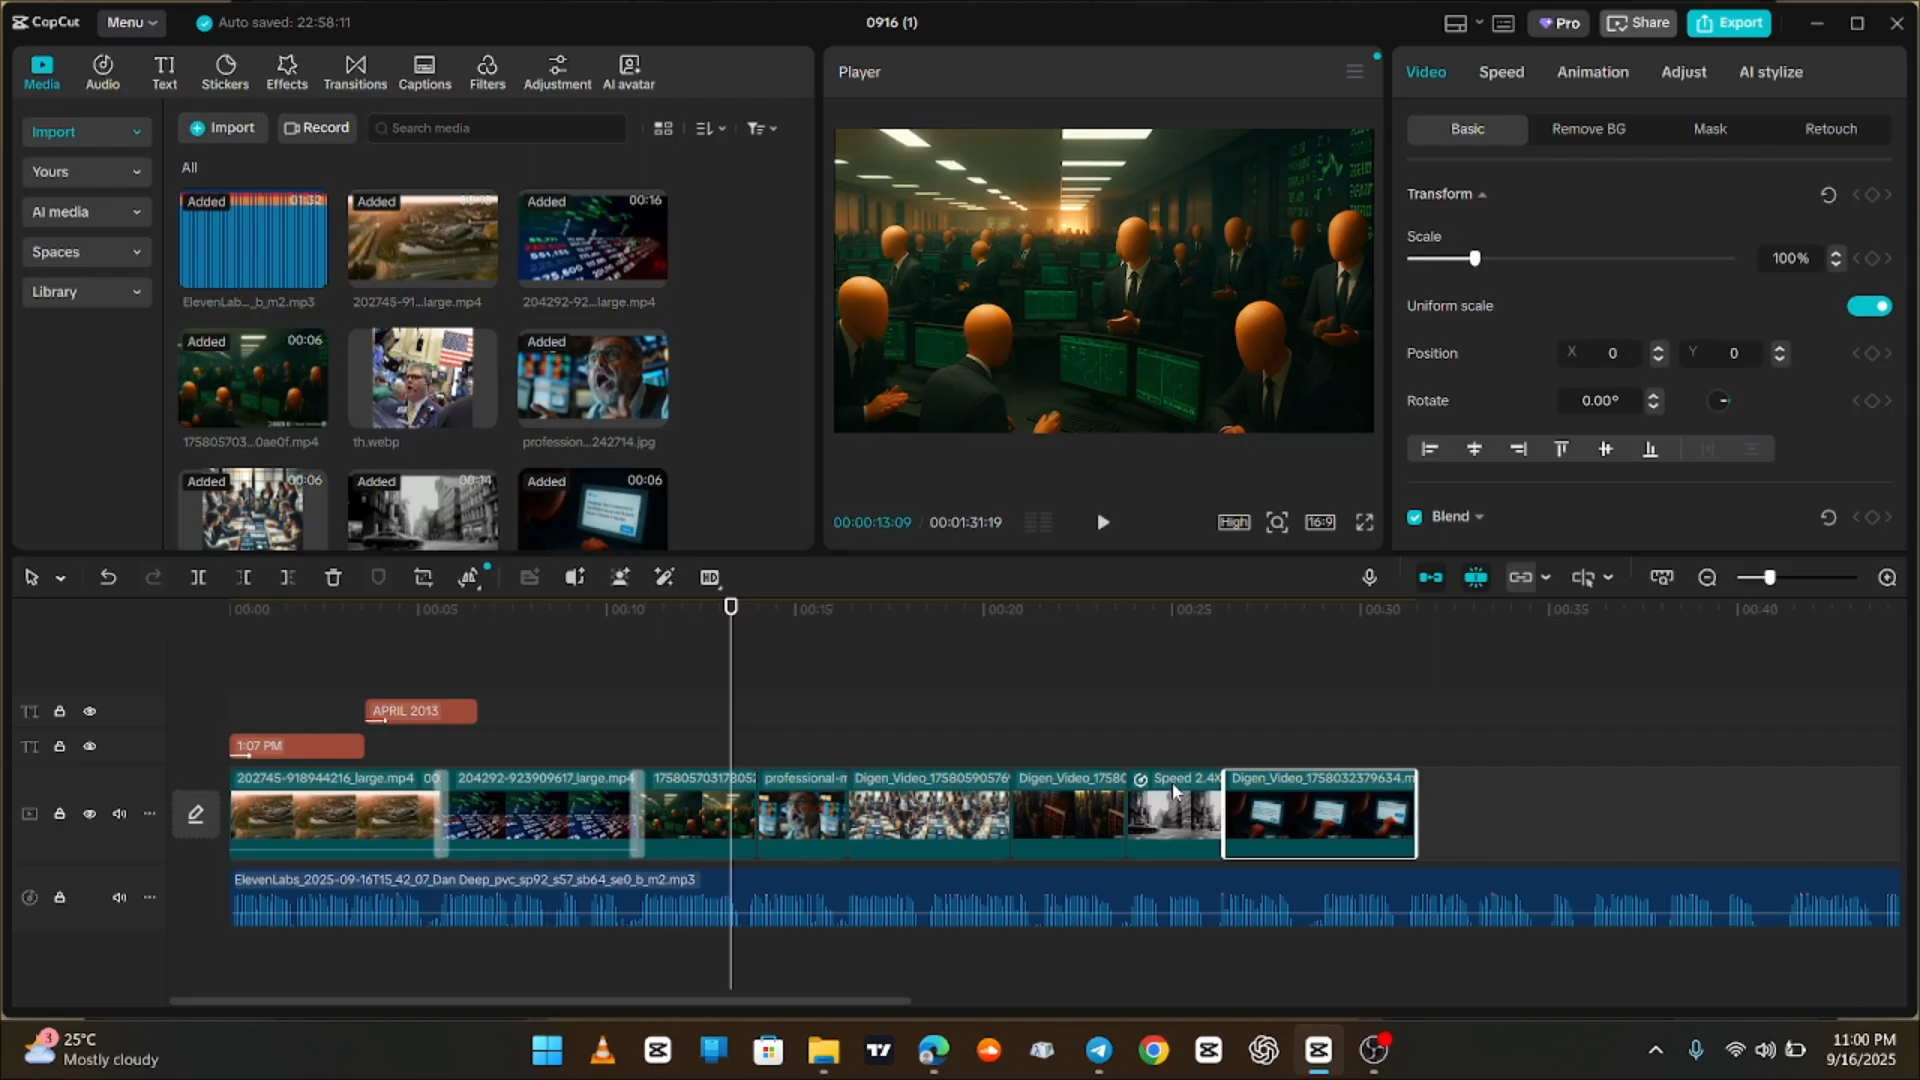 CapCut Menu Auto saved: 22:58:11 0916 (1) Pro Share Export
Media Audio Text Stickers Effects Transitions Captions Filters Adjustment AI avatar
Player
Video Speed Animation Adjust AI stylize
Import
Yours
AI media
Spaces
Library
Import Record Search media
All
Added 01:32 Added Added 00:16
ElevenLab..._b_m2.mp3 202745-91...large.mp4 204292-92...large.mp4
Added 00:06 Added
175805703...0ae0f.mp4 th.webp profession...242714.jpg
Added 00:06 Added 00:14 Added 00:06
00:00:13:09 / 00:01:31:19 High 16:9
Basic Remove BG Mask Retouch
Transform
Scale
100%
Uniform scale
Position X 0 Y 0
Rotate 0.00°
Blend
HD
00:00 00:05 00:10 00:15 00:20 00:25 00:30 00:35 00:40
TI APRIL 2013
TI 1:07 PM
202745-918944216_large.mp4 00 204292-923909617_large.mp4 175805703178052 professional-m Digen_Video_1758059057 Digen_Video_17580 Speed 2.4X Digen_Video_1758032379634.m
ElevenLabs_2025-09-16T15_42_07_Dan Deep_pvc_sp92_s57_sb64_se0_b_m2.mp3
3 25°C
Mostly cloudy
11:00 PM
9/16/2025